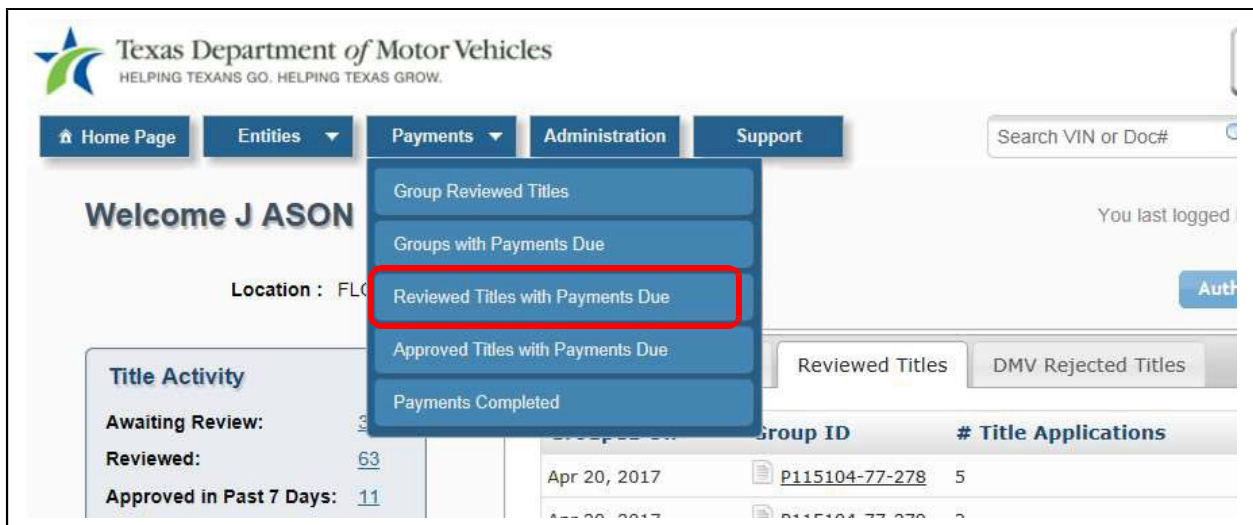 Texas Department of Motor Vehicles
HELPING TEXANS GO. HELPING TEXAS GROW.
Home Page Entities Payments Administration Support Search VIN or Doc#
Group Reviewed Titles
Welcome J ASON You last logged
Groups with Payments Due
Location :
Reviewed Titles with Payments Due
Approved Titles with Payments Due
Reviewed Titles DMV Rejected Titles
Title Activity
Payments Completed
Awaiting Review:
Group ID # Title Applications
Reviewed: 63
Apr 20, 2017 P115104-77-278 5
Approved in Past 7 Days: 11